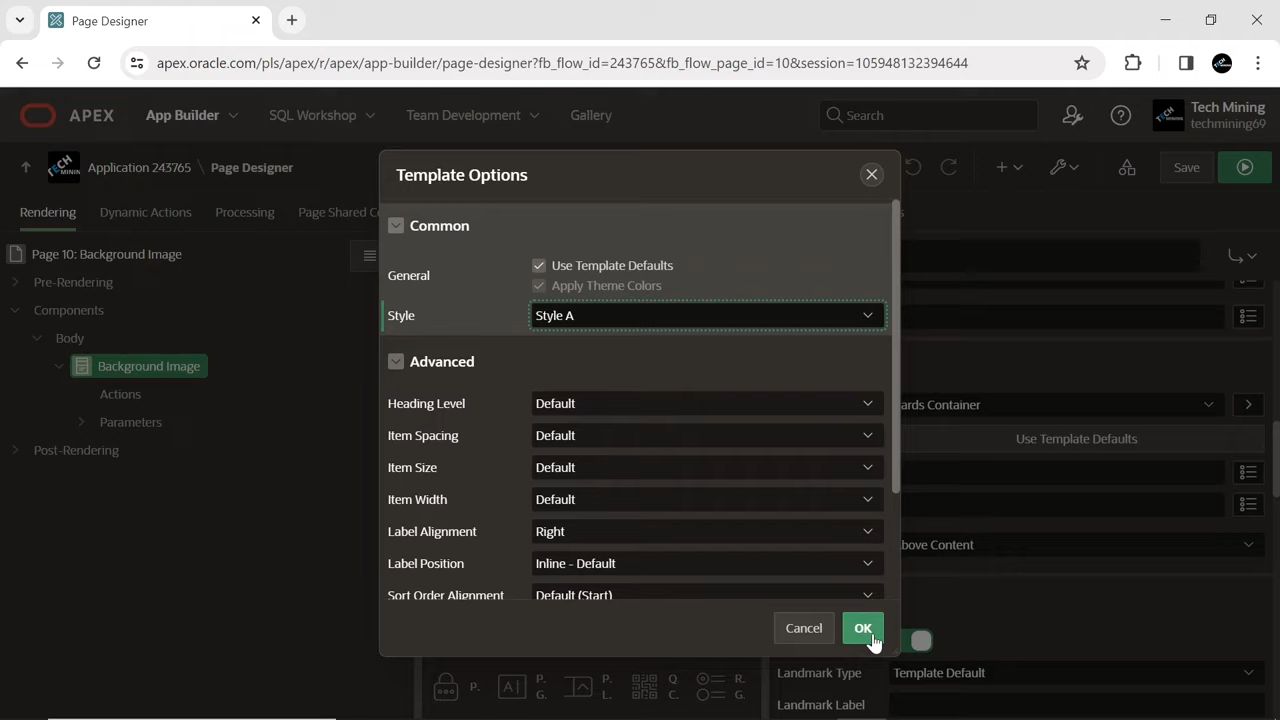 Page Designer
apex.oracle.com/pls/apex/r/apex/app-builder/page-designer?fb_flow_id=243765&fb_flow_page_id=10&session=105948132394644
APEX App Builder SQL Workshop Team Development Gallery Search Tech Mining
techmining69
Application 243765 \ Page Designer Save
Template Options
Rendering Dynamic Actions Processing Page Shared C
Common
Page 10: Background Image
General Use Template Defaults
Apply Theme Colors
Pre-Rendering
Components
Style Style A
Body
Background Image
Advanced
Actions
Heading Level Default
ards Container
Parameters
Item Spacing Default
Use Template Defaults
Post-Rendering
Item Size Default
Item Width Default
Label Alignment Right
bove Content
Label Position Inline - Default
Sort Order Alignment Default (Start)
Cancel OK
Landmark Type Template Default
P. P. G. P. L. Q. C. R. G.
Landmark Label